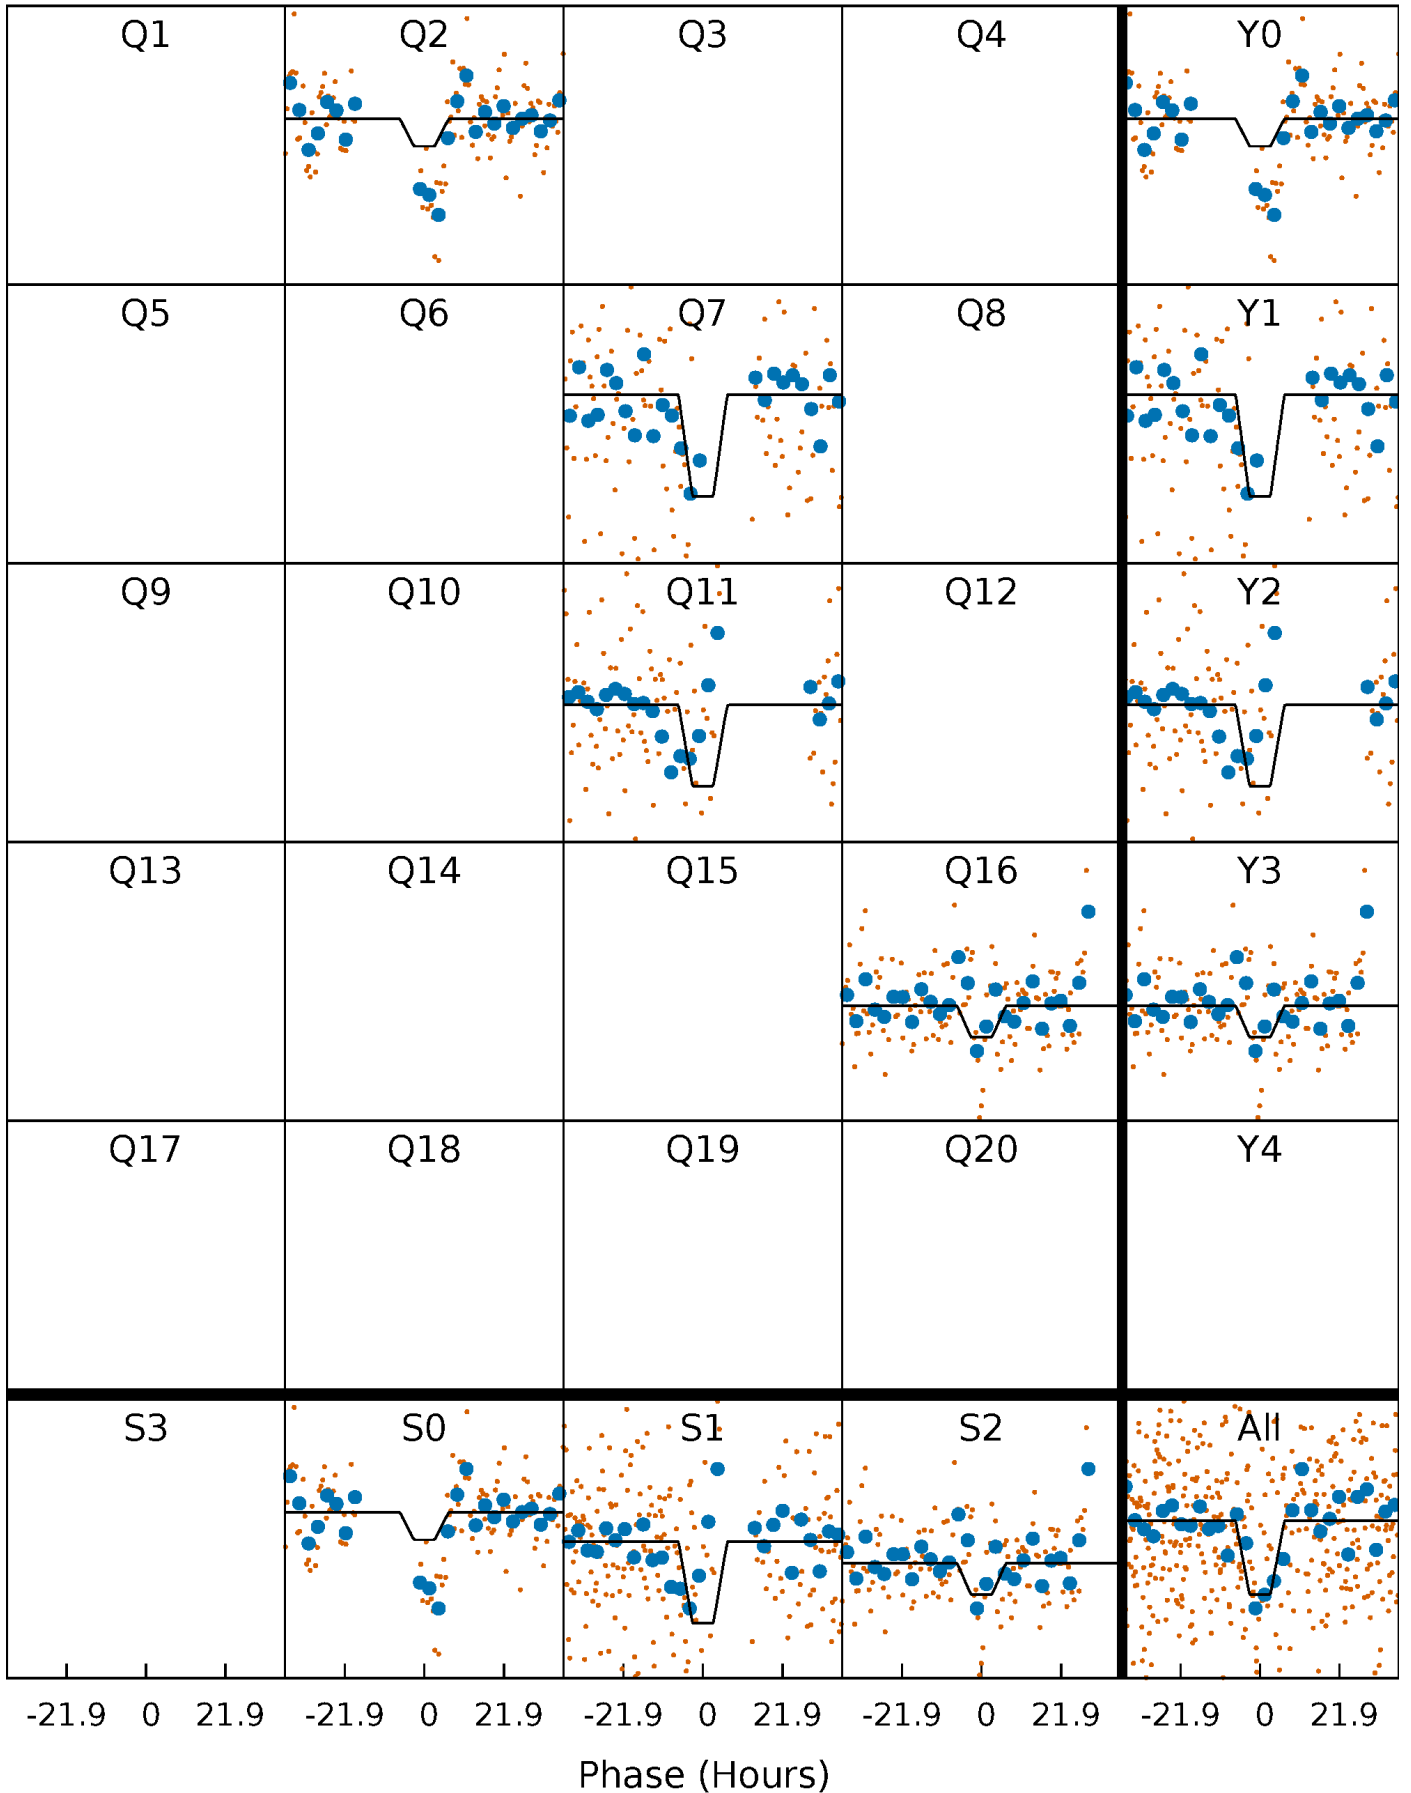 Q1 Q2 Q3 Q4 Y0
Q5 Q6 Q7 Q8 Y1
Q9 Q10 Q11 Q12 Y2
Q13 Q14 Q15 Q16 Y3
Q17 Q18 Q19 Q20 Y4
S3 S0 S1 S2 All
-21.9 0 21.9 -21.9 0 21.9 -21.9 0 21.9 -21.9 0 21.9 -21.9 0 21.9
Phase (Hours)